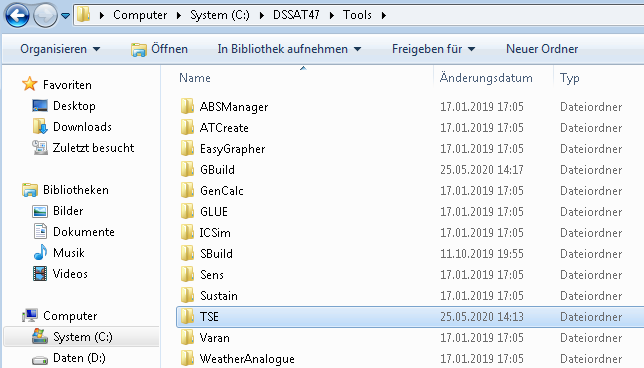 Computer ▸ System (C:) ▸ DSSAT47 ▸ Tools ▸
Organisieren ▾ Öffnen In Bibliothek aufnehmen ▾ Freigeben für ▾ Neuer Ordner
Favoriten
Desktop
Downloads
Zuletzt besucht
Bibliotheken
Bilder
Dokumente
Musik
Videos
Computer
System (C:)
Daten (D:)
Name Änderungsdatum Typ
ABSManager 17.01.2019 17:05 Dateiordner
ATCreate 17.01.2019 17:05 Dateiordner
EasyGrapher 17.01.2019 17:05 Dateiordner
GBuild 25.05.2020 14:17 Dateiordner
GenCalc 17.01.2019 17:05 Dateiordner
GLUE 17.01.2019 17:05 Dateiordner
ICSim 17.01.2019 17:05 Dateiordner
SBuild 11.10.2019 19:55 Dateiordner
Sens 17.01.2019 17:05 Dateiordner
Sustain 17.01.2019 17:05 Dateiordner
TSE 25.05.2020 14:13 Dateiordner
Varan 17.01.2019 17:05 Dateiordner
WeatherAnalogue 17.01.2019 17:05 Dateiordner